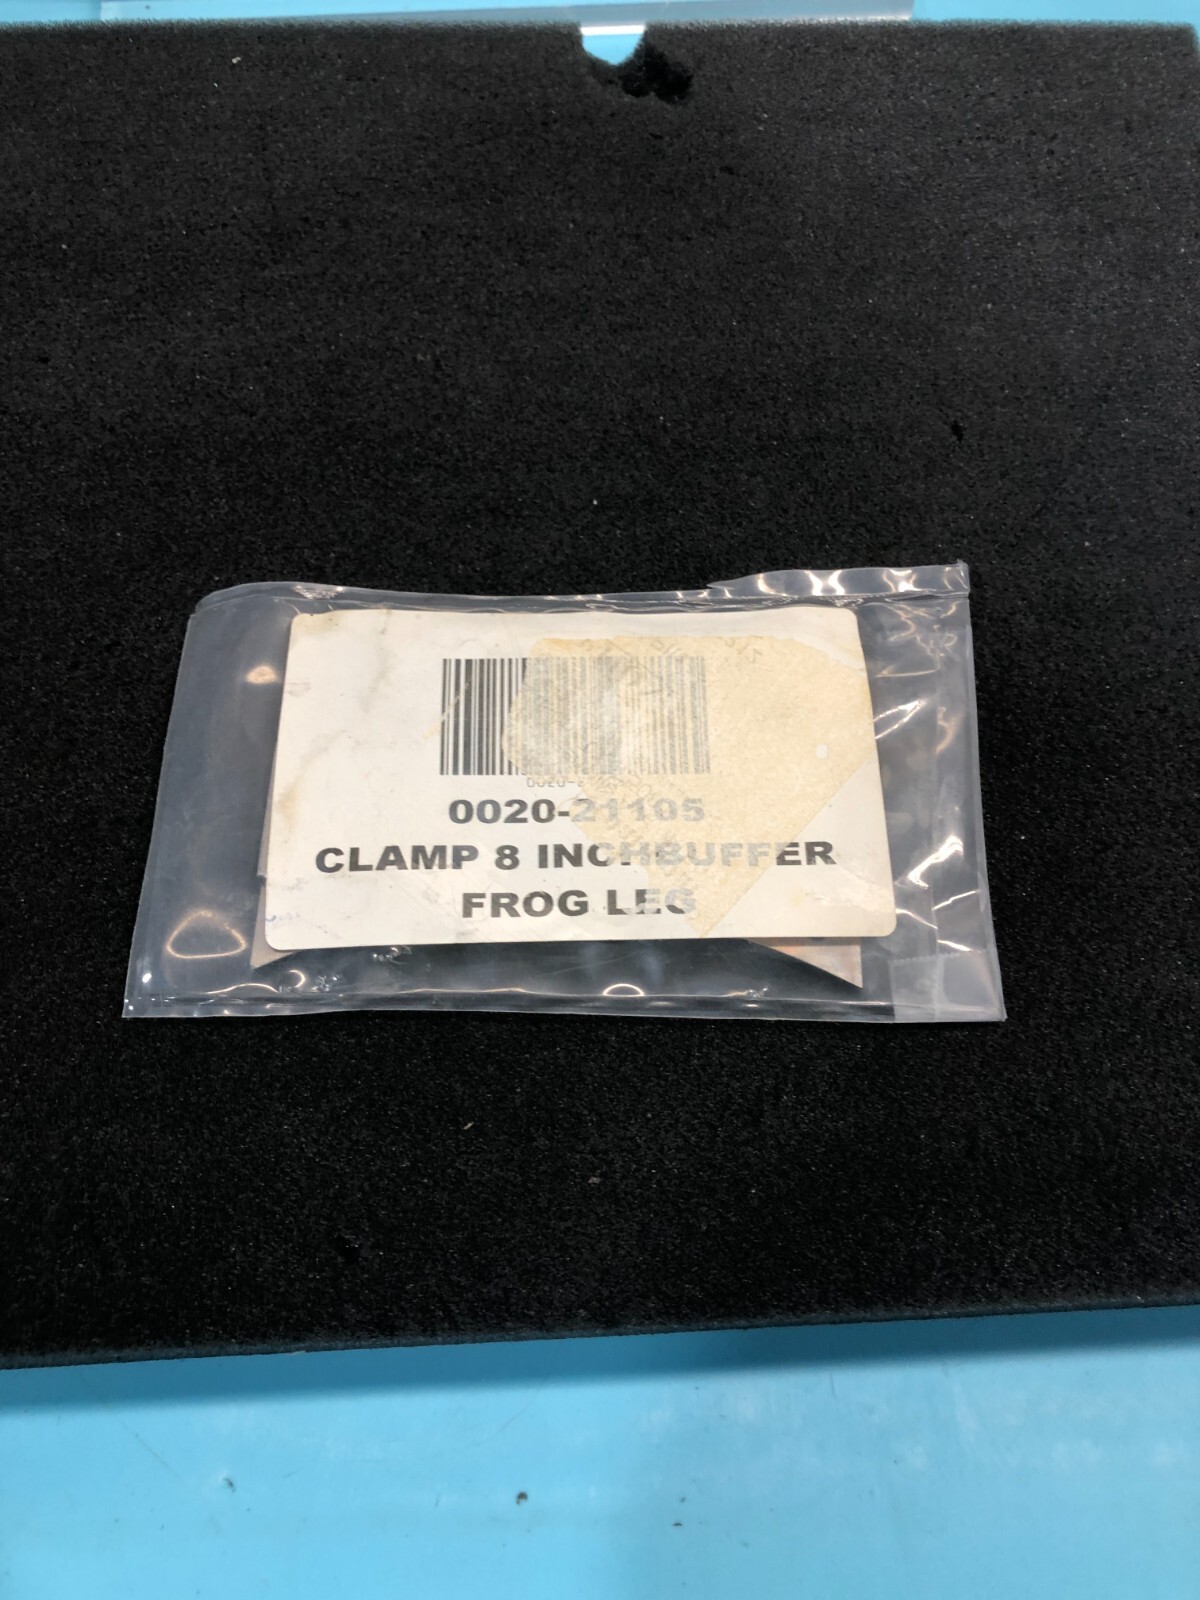 0020-21105
CLAMP 8 INCHBUFFER
FROG LEG